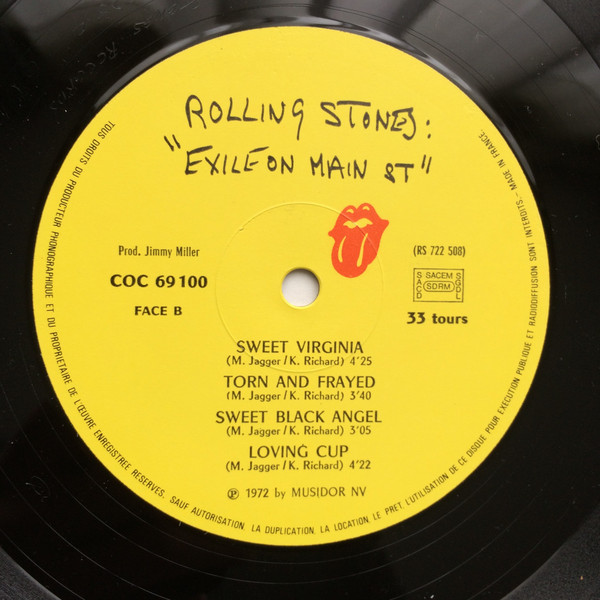 ROLLING STONES:
"EXILE ON MAIN ST"
Prod. Jimmy Miller
(RS 722 508)
COC 69 100
SACEM
SACD
SDRM
SGDL
FACE B
33 tours
SWEET VIRGINIA
(M. Jagger / K. Richard) 4'25
TORN AND FRAYED
(M. Jagger / K. Richard) 3'40
SWEET BLACK ANGEL
(M. Jagger / K. Richard) 3'05
LOVING CUP
(M. Jagger / K. Richard) 4'22
Ⓟ 1972 by MUSIDOR NV
TOUS DROITS DU PRODUCTEUR PHONOGRAPHIQUE ET DU PROPRIETAIRE DE L'ŒUVRE ENREGISTREE RESERVES. SAUF AUTORISATION, LA DUPLICATION, LA LOCATION, LE PRET, L'UTILISATION DE CE DISQUE POUR EXECUTION PUBLIQUE ET RADIODIFFUSION SONT INTERDITS. - MADE IN FRANCE.